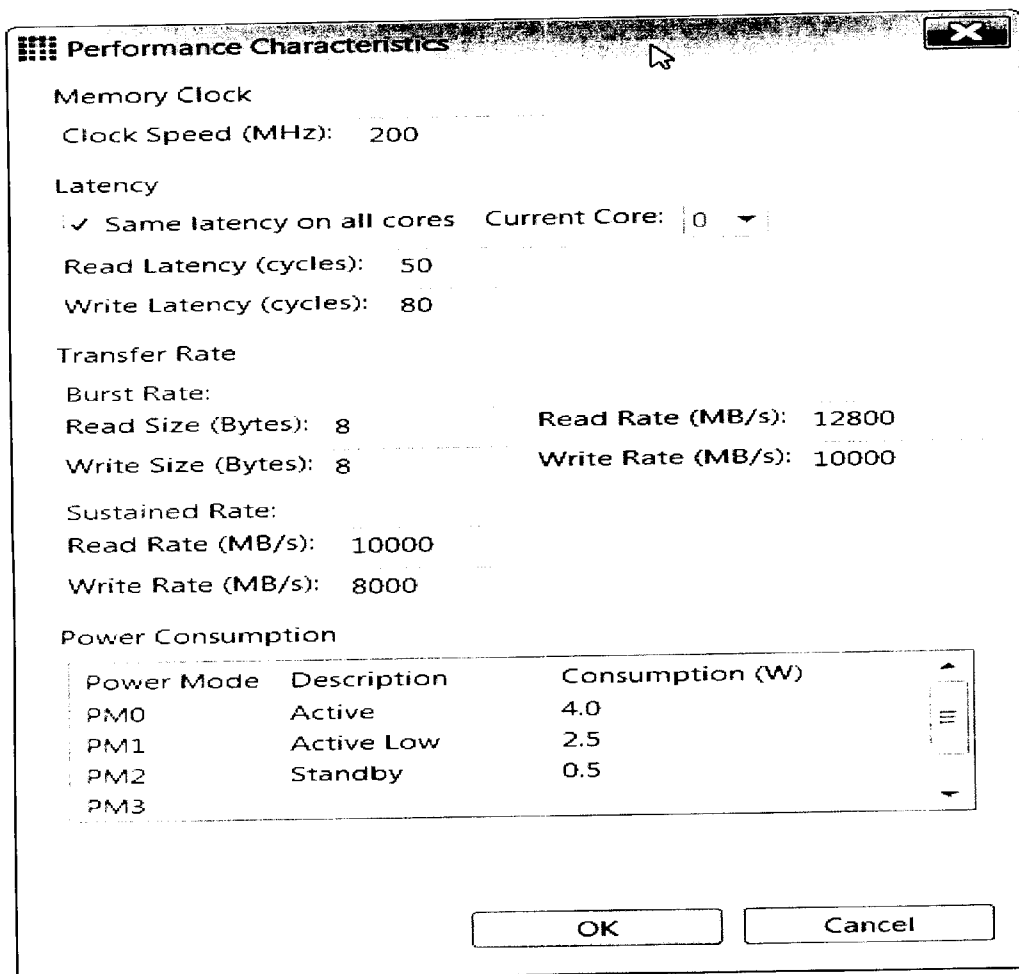 Performance Characteristics
Memory Clock
Clock Speed (MHz): 200
Latency
Same latency on all cores Current Core: 0
Read Latency (cycles): 50
Write Latency (cycles): 80
Transfer Rate
Burst Rate:
Read Size (Bytes): 8 Read Rate (MB/s): 12800
Write Size (Bytes): 8 Write Rate (MB/s): 10000
Sustained Rate:
Read Rate (MB/s): 10000
Write Rate (MB/s): 8000
Power Consumption
Power Mode Description Consumption (W)
PM0 Active 4.0
PM1 Active Low 2.5
PM2 Standby 0.5
PM3
OK Cancel